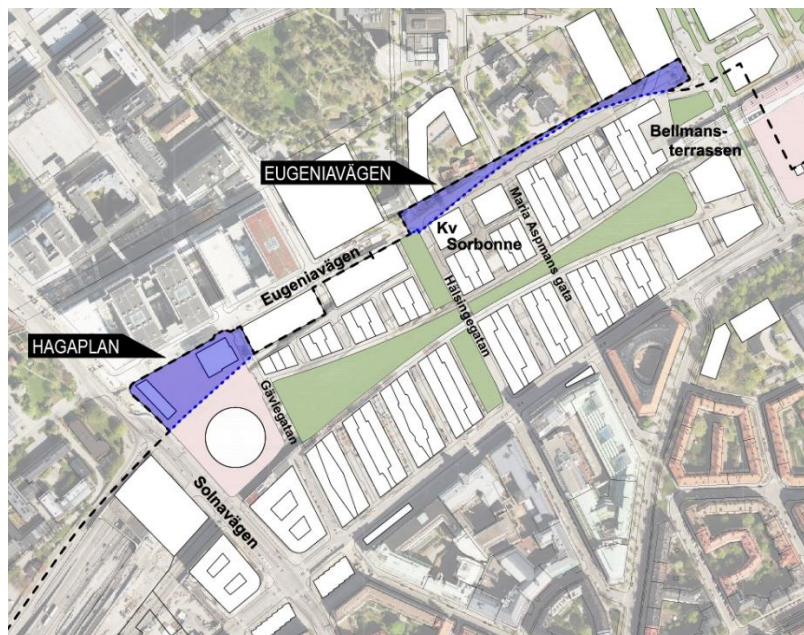 Bellmans-
terrassen
EUGENIAVÄGEN
Maria Aspmans gata
Kv
Sorbonne
Eugeniavägen
Hälsingegatan
HAGAPLAN
Gävlegatan
Solnavägen